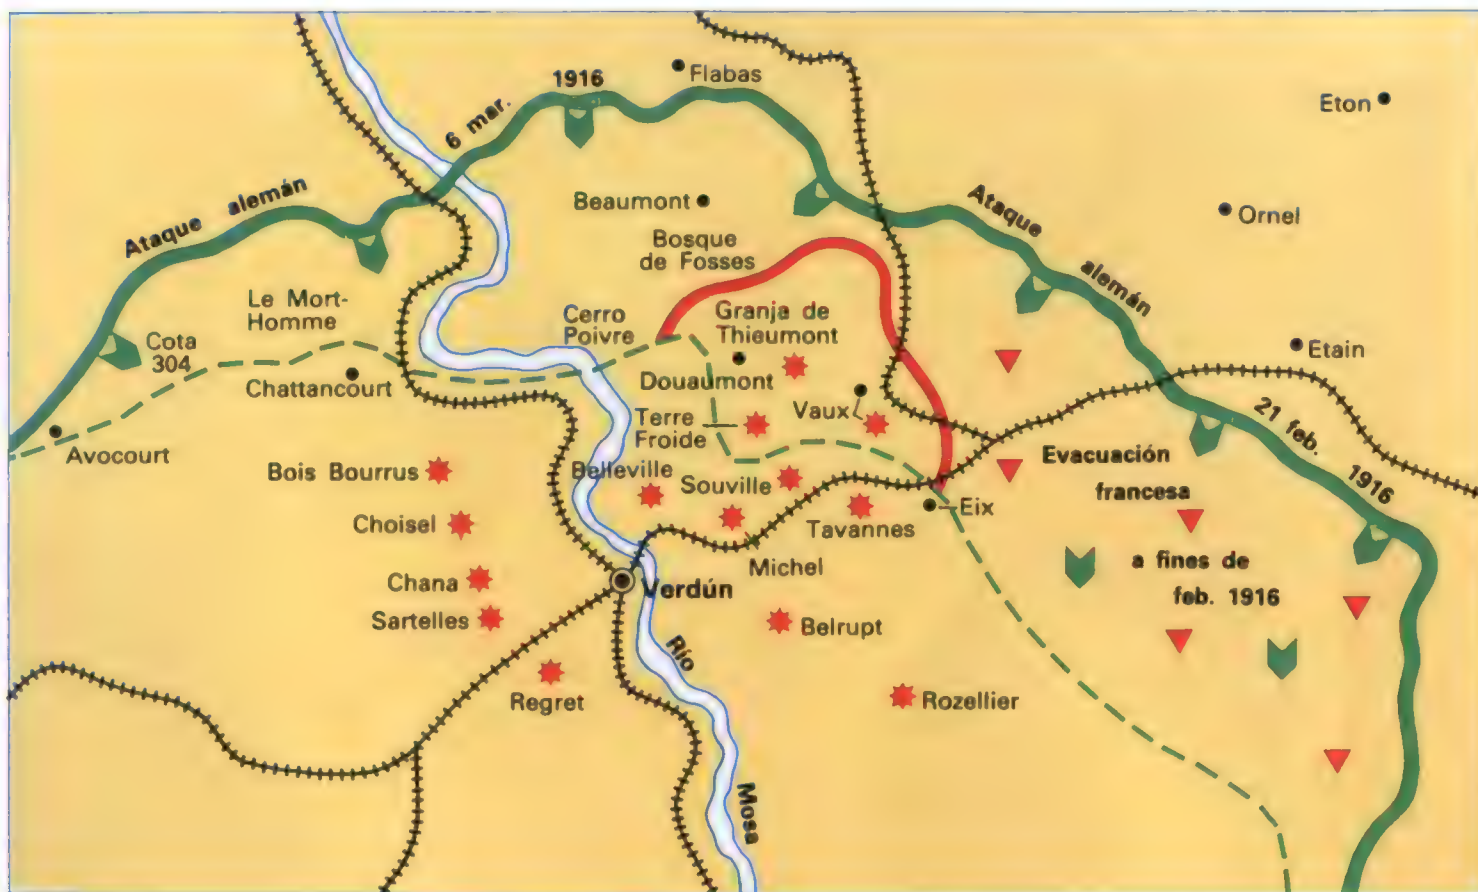 1916
Flabas
6 mar.
Eton
Ataque alemán
Beaumont
Ataque
Ornel
Bosque
de Fosses
alemán
Le Mort-
Homme
Cerro
Poivre
Granja de
Thieumont
Cota
304
Etain
Chattancourt
Douaumont
Terre
Froide
Vaux
21 feb.
1916
Avocourt
Bois Bourrus
Belleville
Souville
Evacuación
francesa
Choisel
Tavannes
Eix
Chana
Michel
a fines de
feb. 1916
Verdún
Sartelles
Belrupt
Río
Mosa
Regret
Rozellier